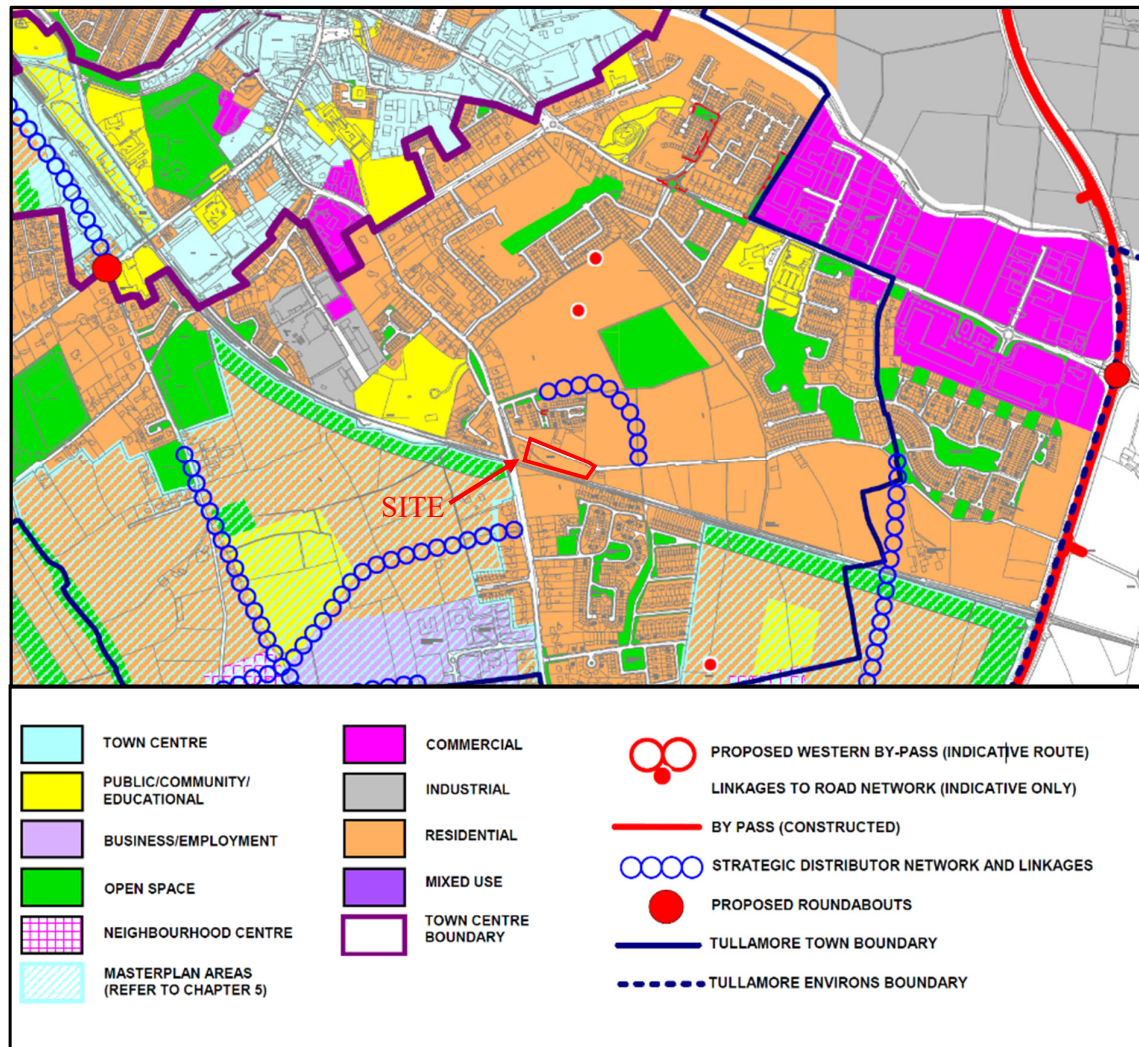 SITE
TOWN CENTRE
PUBLIC/COMMUNITY/
EDUCATIONAL
BUSINESS/EMPLOYMENT
OPEN SPACE
NEIGHBOURHOOD CENTRE
MASTERPLAN AREAS
(REFER TO CHAPTER 5)
COMMERCIAL
INDUSTRIAL
RESIDENTIAL
MIXED USE
TOWN CENTRE
BOUNDARY
PROPOSED WESTERN BY-PASS (INDICATIVE ROUTE)
LINKAGES TO ROAD NETWORK (INDICATIVE ONLY)
BY PASS (CONSTRUCTED)
STRATEGIC DISTRIBUTOR NETWORK AND LINKAGES
PROPOSED ROUNDABOUTS
TULLAMORE TOWN BOUNDARY
TULLAMORE ENVIRONS BOUNDARY